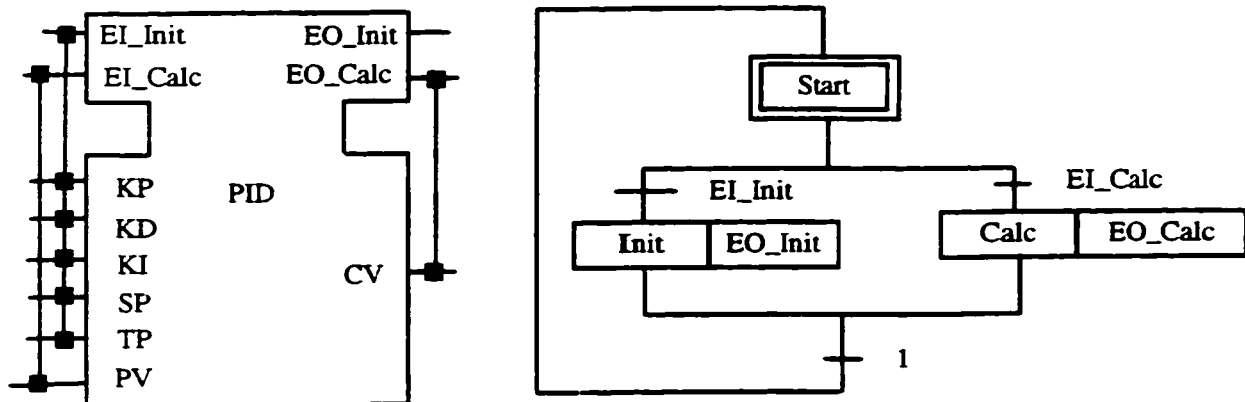 EI_Init EO_Init
EI_Calc EO_Calc
KP PID
KD
KI CV
SP
TP
PV
Start
EI_Init EI_Calc
Init EO_Init Calc EO_Calc
1